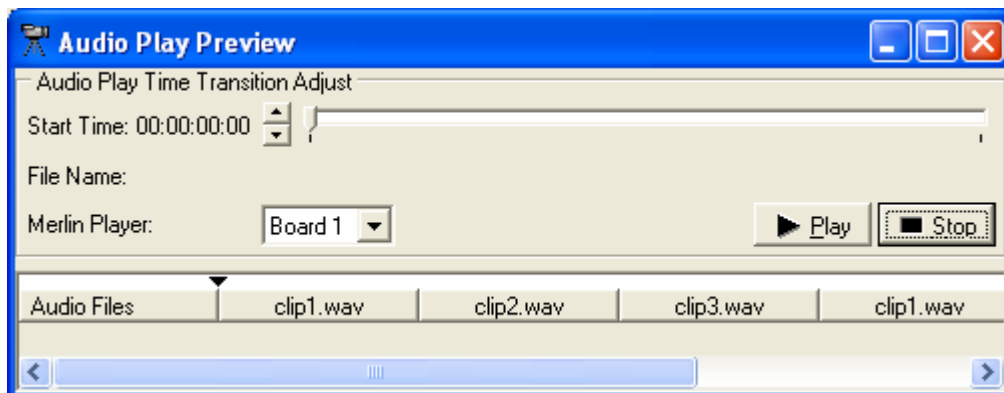 Audio Play Preview
Audio Play Time Transition Adjust
Start Time: 00:00:00:00
File Name:
Merlin Player: Board 1 Play Stop
Audio Files clip1.wav clip2.wav clip3.wav clip1.wav